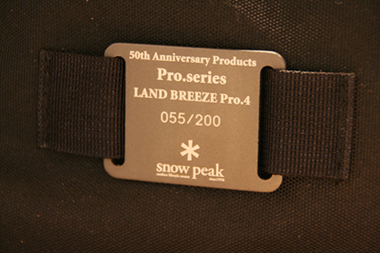 50th Anniversary Products
Pro.series
LAND BREEZE Pro.4
055/200
snow peak